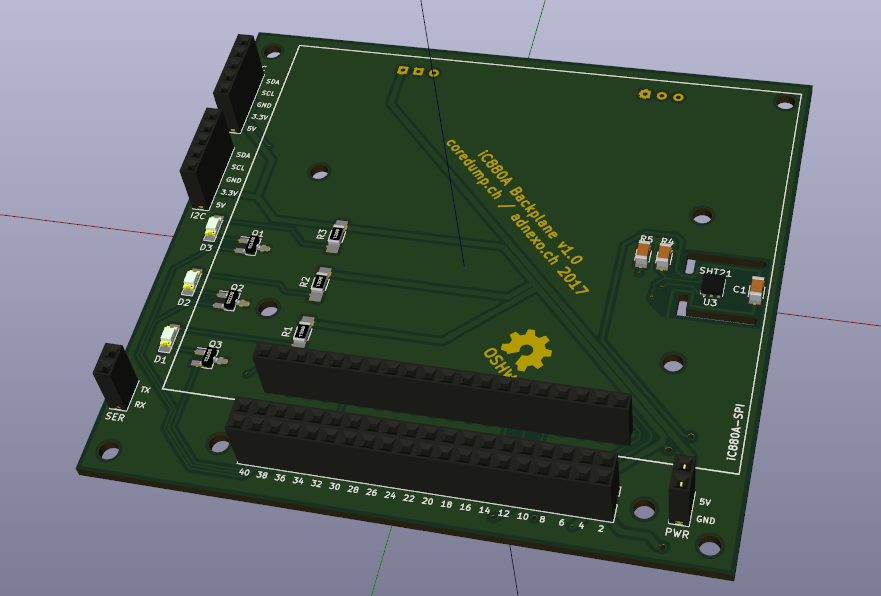 SDA
SCL
GND
3.3V
5V
SDA
SCL
GND
3.3V
5V
I2C
iC880A Backplane v1.0
coredump.ch / adnexo.ch 2017
D3
Q1
R3
R5
R4
SHT21
C1
U3
D2
Q2
R2
D1
Q3
R1
OSHW
TX
RX
SER
iC880A-SPI
40
38
36
34
32
30
28
26
24
22
20
18
16
14
12
10
8
6
4
2
5V
GND
PWR